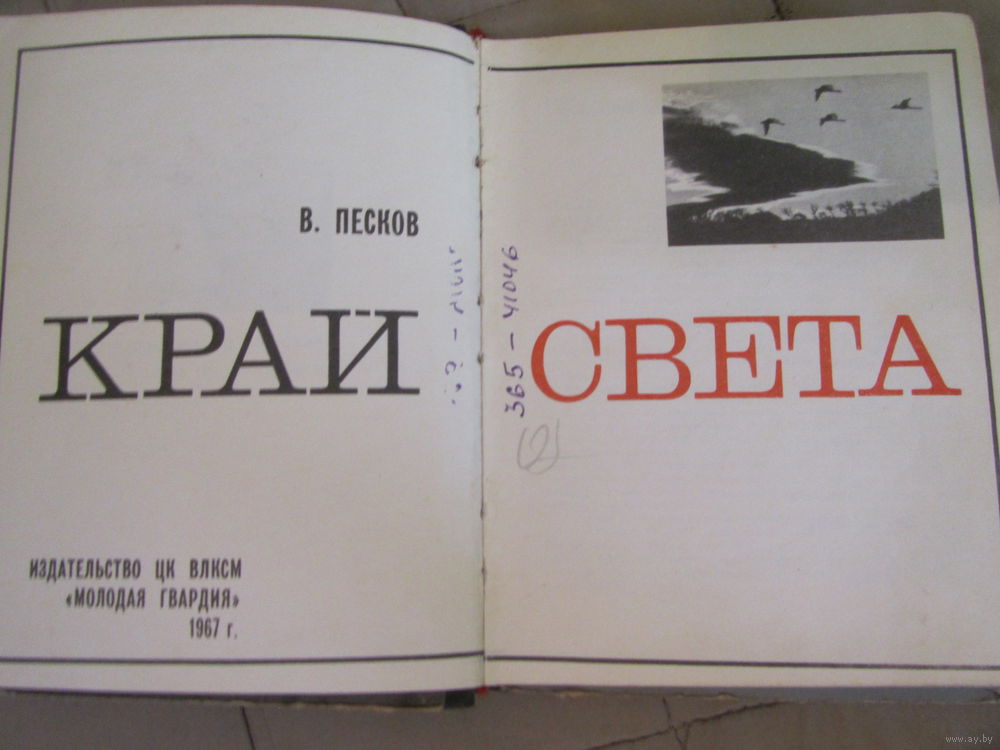 В. ПЕСКОВ
КРАЙ СВЕТА
365 - 41046
ИЗДАТЕЛЬСТВО ЦК ВЛКСМ
«МОЛОДАЯ ГВАРДИЯ»
1967 г.
www.ay.by